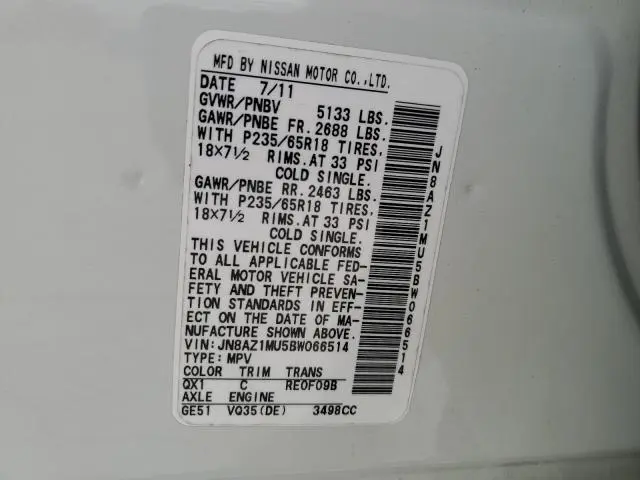 MFD BY NISSAN MOTOR CO.,LTD.
DATE 7/11
GVWR/PNBV 5133 LBS.
GAWR/PNBE FR. 2688 LBS.
WITH P235/65R18 TIRES,
18×7½ RIMS. AT 33 PSI
COLD SINGLE.
GAWR/PNBE RR. 2463 LBS.
WITH P235/65R18 TIRES,
18×7½ RIMS. AT 33 PSI
COLD SINGLE.
THIS VEHICLE CONFORMS
TO ALL APPLICABLE FED-
ERAL MOTOR VEHICLE SA-
FETY AND THEFT PREVEN-
TION STANDARDS IN EFF-
ECT ON THE DATE OF MA-
NUFACTURE SHOWN ABOVE.
VIN: JN8AZ1MU5BW066514
TYPE: MPV
COLOR TRIM TRANS
QX1 C RE0F09B
AXLE ENGINE
GE51 VQ35(DE) 3498CC
JN8AZ1MU5BW066514